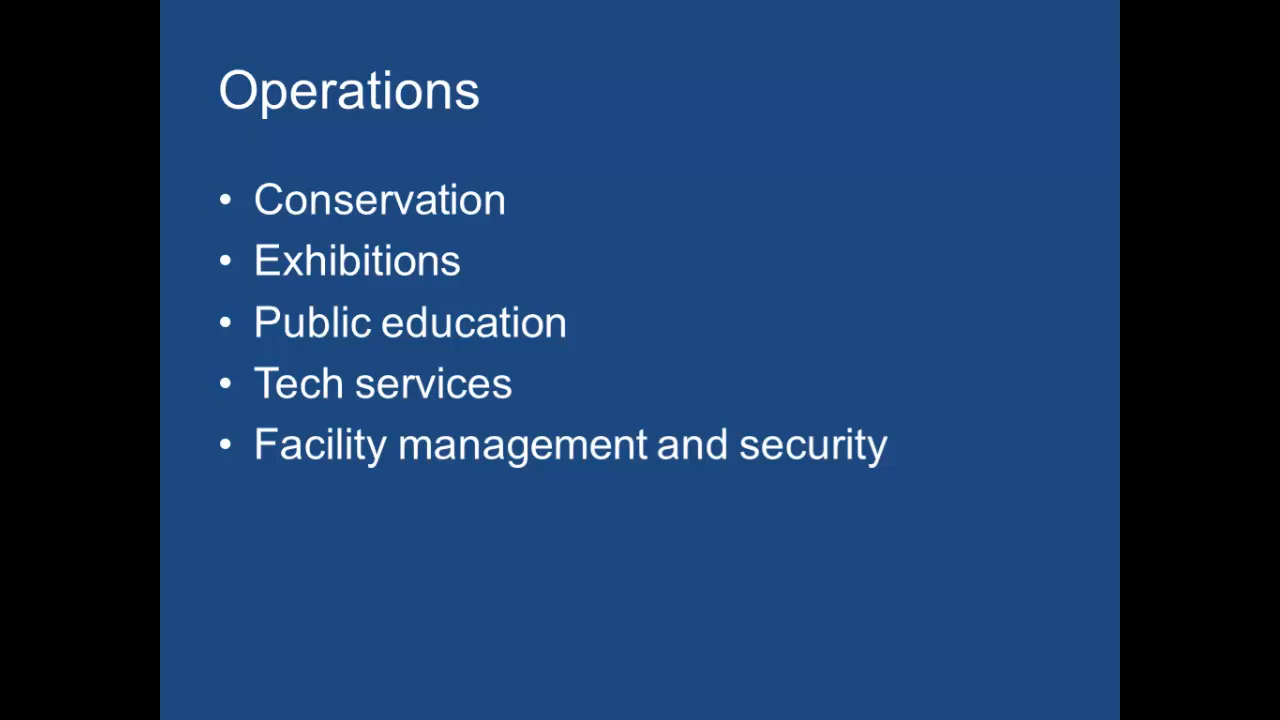 Operations
• Conservation
• Exhibitions
• Public education
• Tech services
• Facility management and security